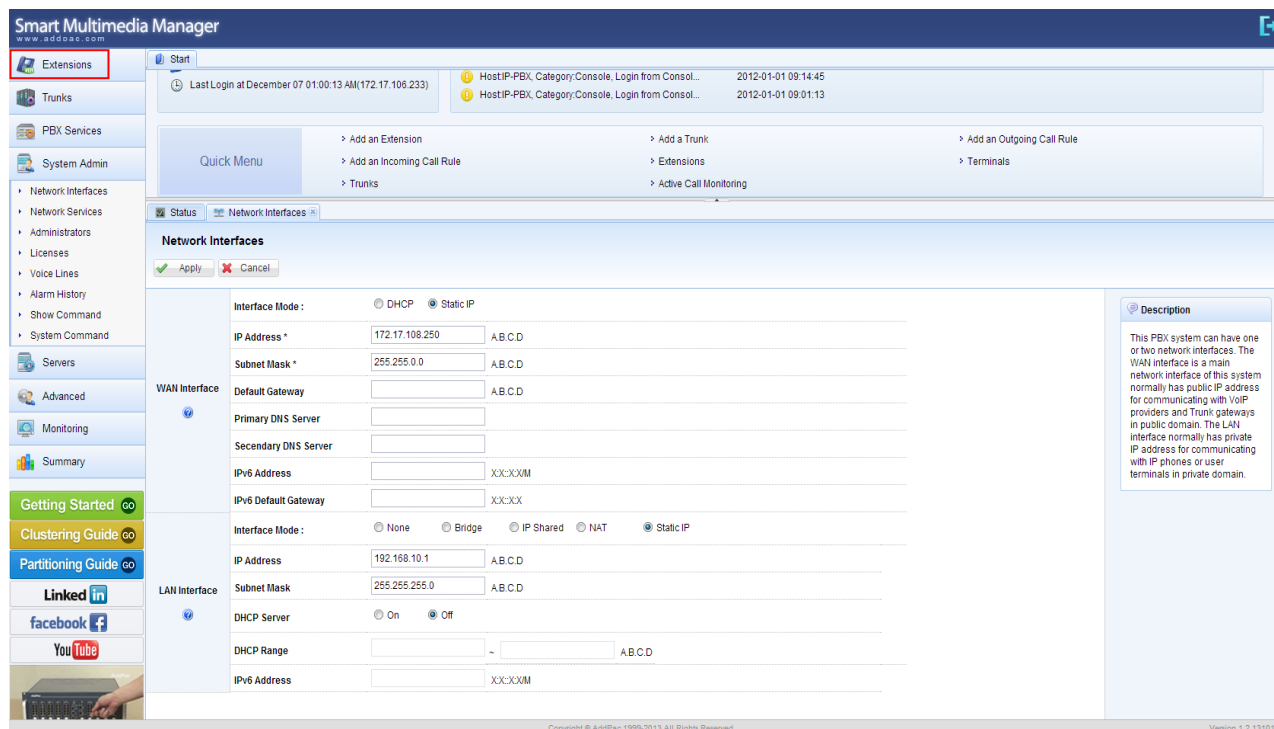 Smart Multimedia Manager
www.addpac.com
Extensions
Trunks
PBX Services
System Admin
Network Interfaces
Network Services
Administrators
Licenses
Voice Lines
Alarm History
Show Command
System Command
Servers
Advanced
Monitoring
Summary
Getting Started GO
Clustering Guide GO
Partitioning Guide GO
Linked in
facebook f
You Tube
Start
Last Login at December 07 01:00:13 AM(172.17.106.233)
Host:IP-PBX, Category:Console, Login from Consol... 2012-01-01 09:14:45
Host:IP-PBX, Category:Console, Login from Consol... 2012-01-01 09:01:13
Quick Menu
> Add an Extension > Add a Trunk > Add an Outgoing Call Rule
> Add an Incoming Call Rule > Extensions > Terminals
> Trunks > Active Call Monitoring
Status Network Interfaces
Network Interfaces
Apply Cancel
WAN Interface
Interface Mode : DHCP Static IP
IP Address * 172.17.108.250 A.B.C.D
Subnet Mask * 255.255.0.0 A.B.C.D
Default Gateway A.B.C.D
Primary DNS Server
Secendary DNS Server
IPv6 Address X:X::X:X/M
IPv6 Default Gateway X:X::X:X
LAN Interface
Interface Mode : None Bridge IP Shared NAT Static IP
IP Address 192.168.10.1 A.B.C.D
Subnet Mask 255.255.255.0 A.B.C.D
DHCP Server On Off
DHCP Range ~ A.B.C.D
IPv6 Address X:X::X:X/M
Description
This PBX system can have one
or two network interfaces. The
WAN interface is a main
network interface of this system
normally has public IP address
for communicating with VoIP
providers and Trunk gateways
in public domain. The LAN
interface normally has private
IP address for communicating
with IP phones or user
terminals in private domain.
Copyright © AddPac 1999-2013 All Rights Reserved